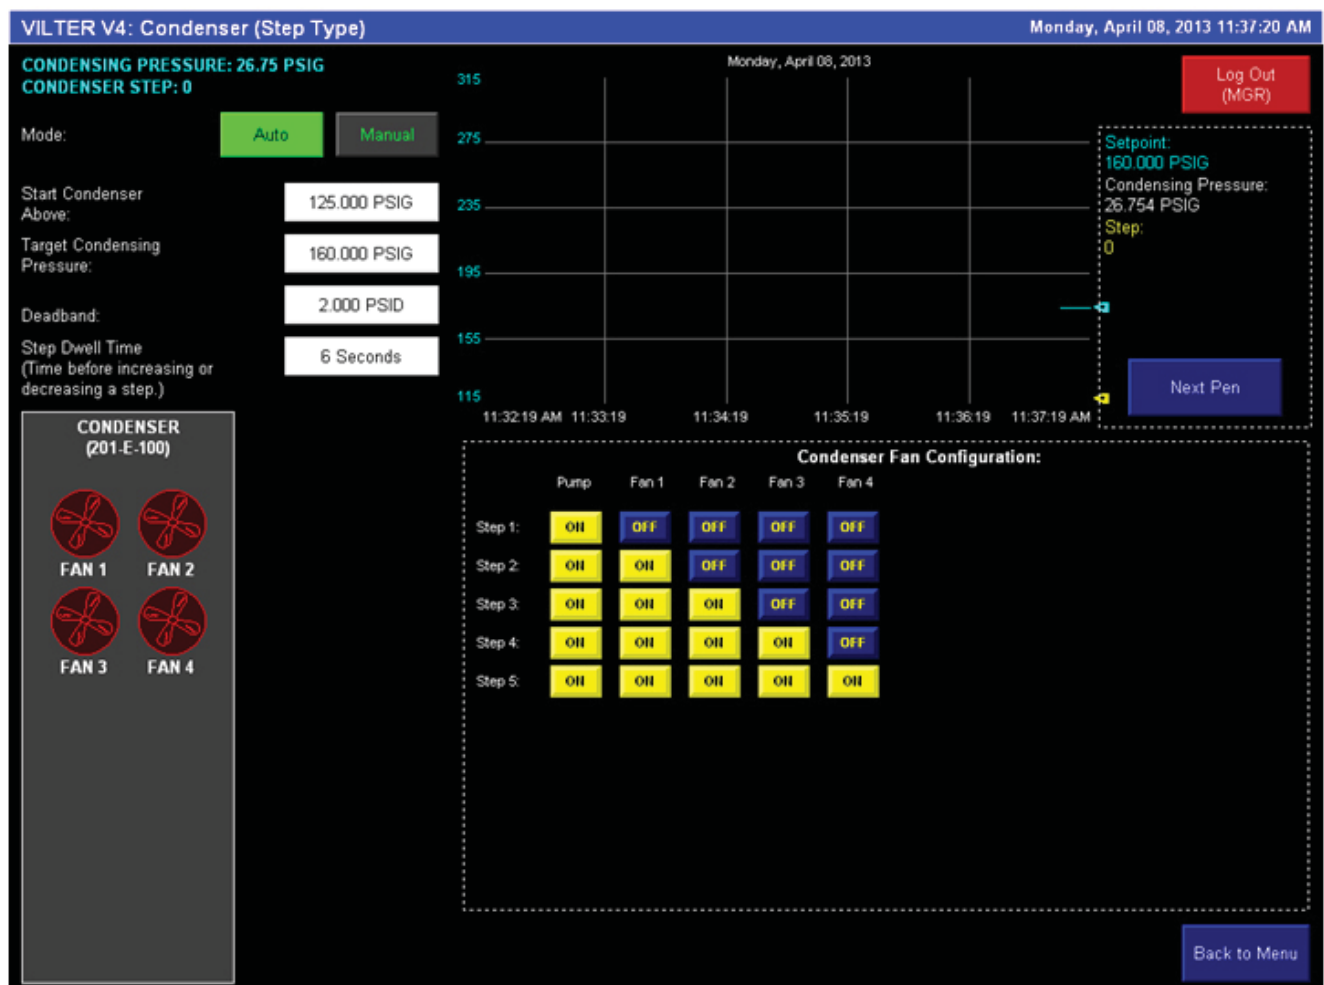 VILTER V4: Condenser (Step Type)
Monday, April 08, 2013 11:37:20 AM
CONDENSING PRESSURE: 26.75 PSIG
CONDENSER STEP: 0
Mode:
Auto
Manual
Start Condenser
Above:
125.000 PSIG
Target Condensing
Pressure:
160.000 PSIG
Deadband:
2.000 PSID
Step Dwell Time
(Time before increasing or
decreasing a step.)
6 Seconds
Monday, April 08, 2013
315
275
235
195
155
115
11:32:19 AM 11:33:19 11:34:19 11:35:19 11:36:19 11:37:19 AM
Log Out
(MGR)
Setpoint:
160.000 PSIG
Condensing Pressure:
26.754 PSIG
Step:
0
Next Pen
CONDENSER
(201-E-100)
FAN 1 FAN 2
FAN 3 FAN 4
Condenser Fan Configuration:
Pump Fan 1 Fan 2 Fan 3 Fan 4
Step 1: ON OFF OFF OFF OFF
Step 2: ON ON OFF OFF OFF
Step 3: ON ON ON OFF OFF
Step 4: ON ON ON ON OFF
Step 5: ON ON ON ON ON
Back to Menu